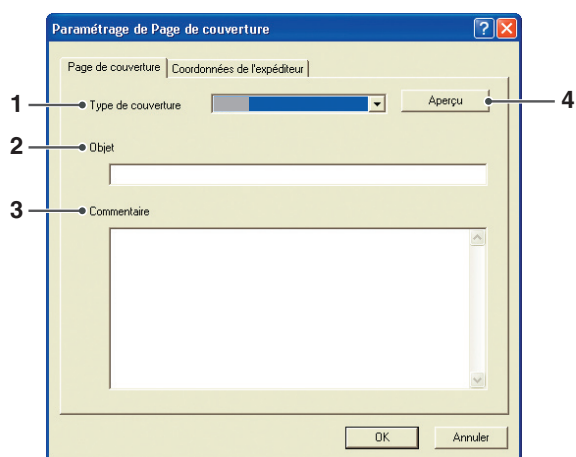 Paramétrage de Page de couverture
Page de couverture Coordonnées de l'expéditeur
1 Type de couverture Aperçu 4
2 Objet
3 Commentaire
OK Annuler